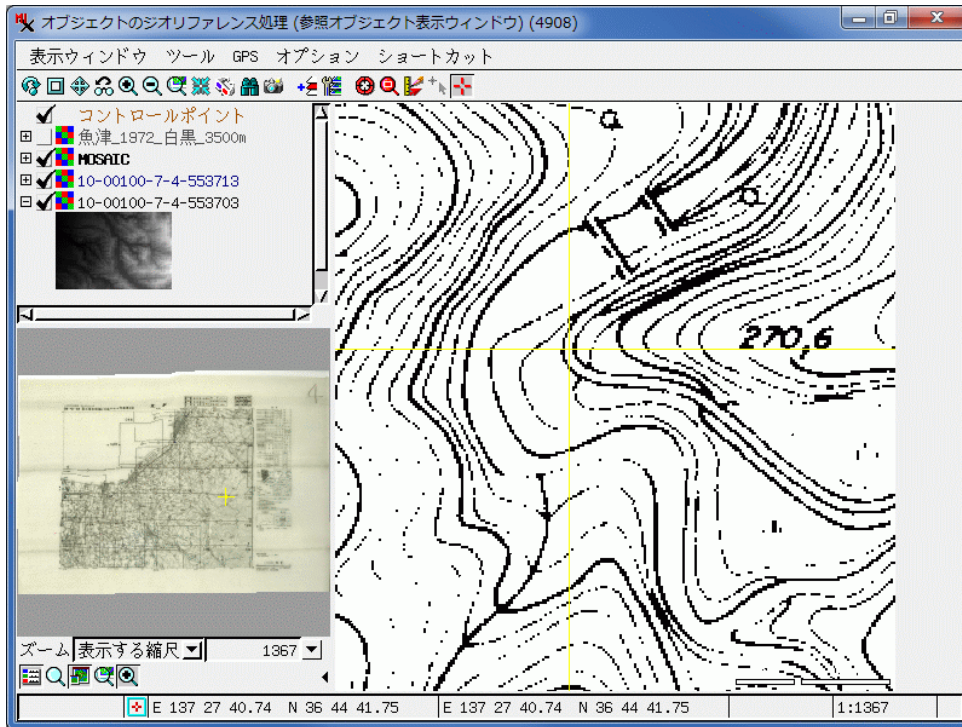 オブジェクトのジオリファレンス処理 (参照オブジェクト表示ウィンドウ) (4908)
表示ウィンドウ ツール GPS オプション ショートカット
コントロールポイント
魚津_1972_白黒_3500m
MOSAIC
10-00100-7-4-553713
10-00100-7-4-553703
270,6
4
ズーム 表示する縮尺 1367
E 137 27 40.74 N 36 44 41.75 E 137 27 40.74 N 36 44 41.75 1:1367